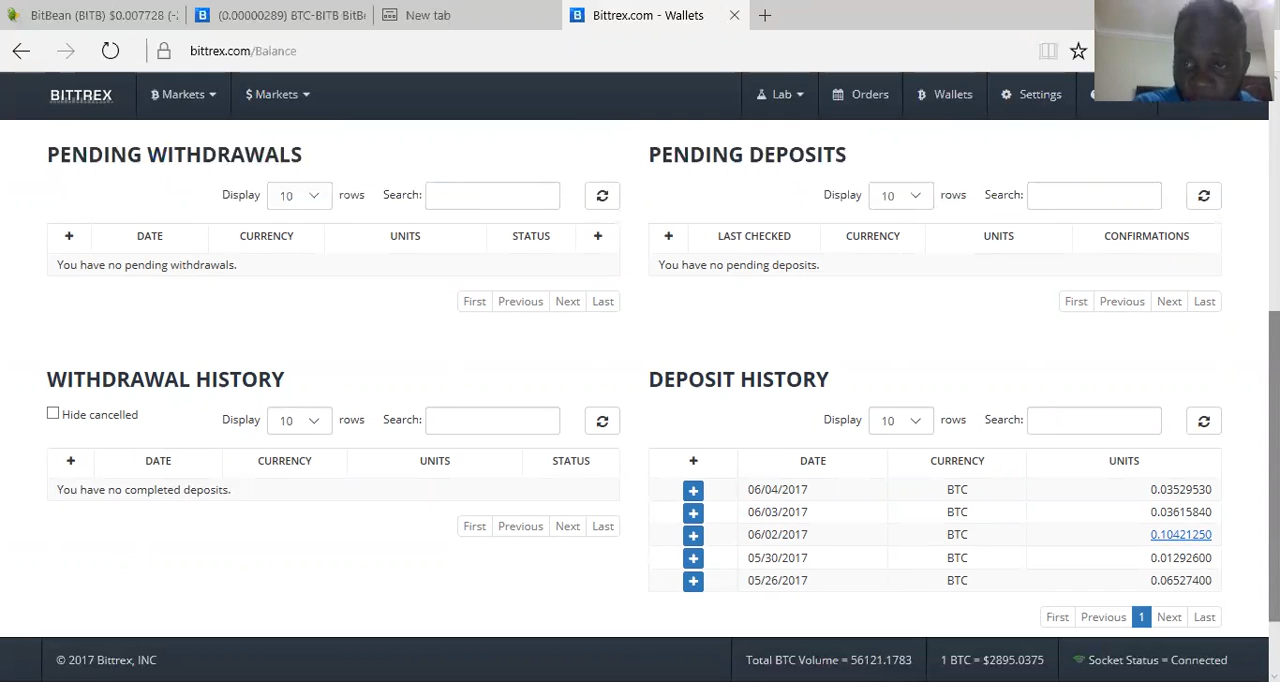 BitBean (BITB) $0.007728 (-
(0.00000289) BTC-BITB BitBe
New tab
Bittrex.com - Wallets
bittrex.com/Balance
BITTREX
Markets
$ Markets
Lab
Orders
Wallets
Settings
PENDING WITHDRAWALS
Display 10 rows Search:
+ DATE CURRENCY UNITS STATUS +
You have no pending withdrawals.
First Previous Next Last
PENDING DEPOSITS
Display 10 rows Search:
+ LAST CHECKED CURRENCY UNITS CONFIRMATIONS
You have no pending deposits.
First Previous Next Last
WITHDRAWAL HISTORY
Hide cancelled Display 10 rows Search:
+ DATE CURRENCY UNITS STATUS
You have no completed deposits.
First Previous Next Last
DEPOSIT HISTORY
Display 10 rows Search:
+ DATE CURRENCY UNITS
+ 06/04/2017 BTC 0.03529530
+ 06/03/2017 BTC 0.03615840
+ 06/02/2017 BTC 0.10421250
+ 05/30/2017 BTC 0.01292600
+ 05/26/2017 BTC 0.06527400
First Previous 1 Next Last
© 2017 Bittrex, INC
Total BTC Volume = 56121.1783
1 BTC = $2895.0375
Socket Status = Connected